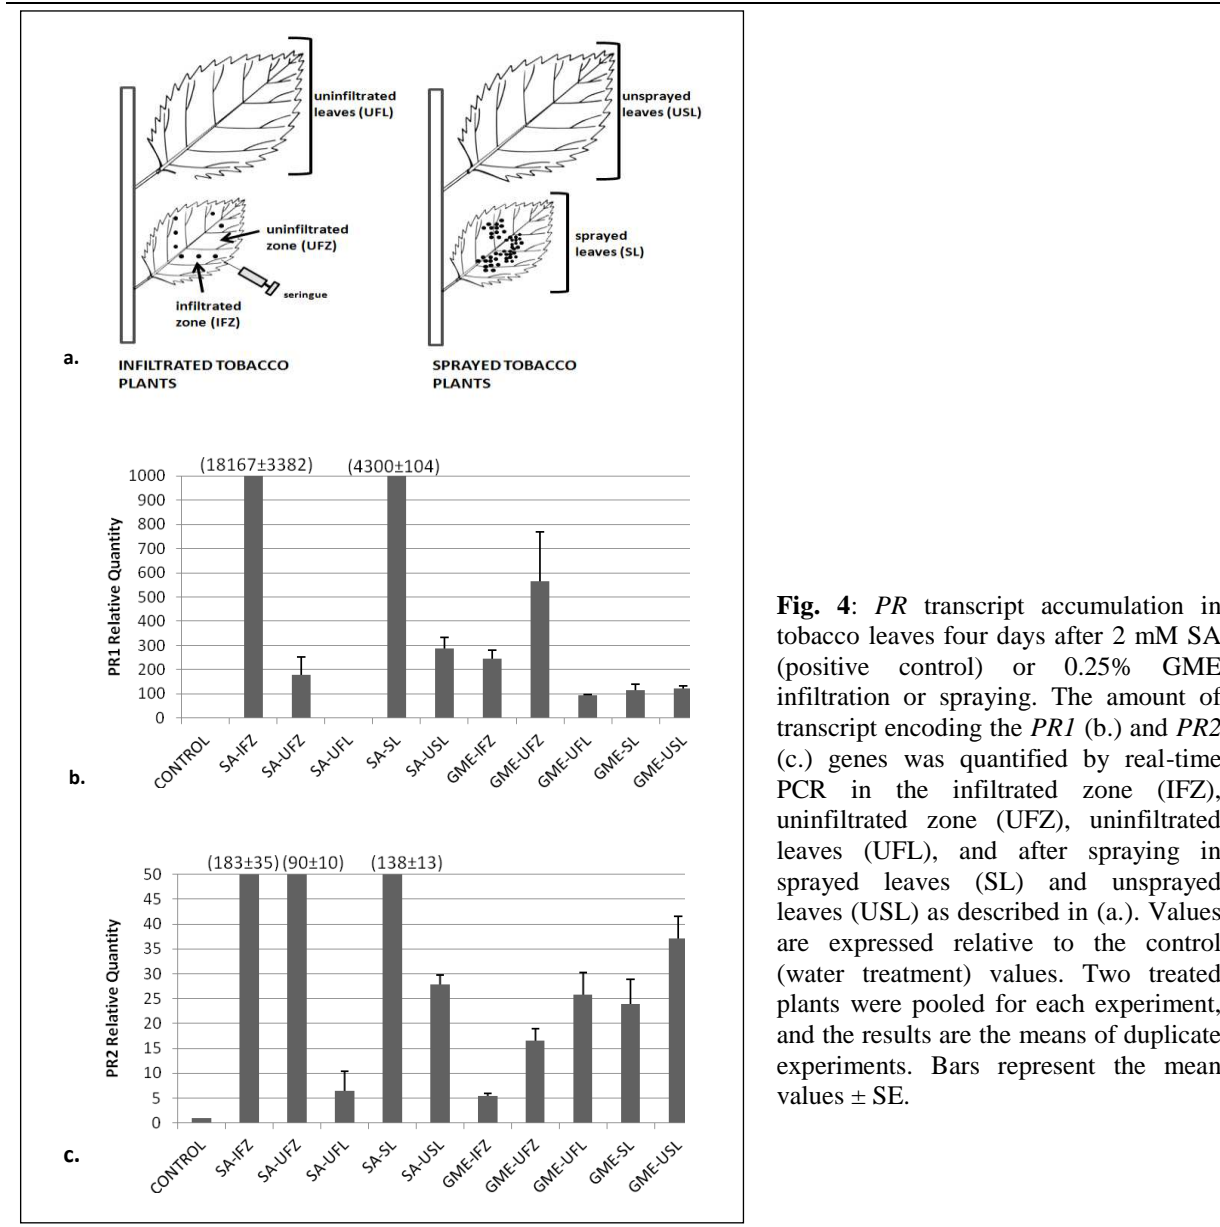 uninfiltrated
leaves (UFL)
uninfiltrated
zone (UFZ)
seringue
infiltrated
zone (IFZ)
unsprayed
leaves (USL)
sprayed
leaves (SL)
a.
INFILTRATED TOBACCO
PLANTS
SPRAYED TOBACCO
PLANTS
(18167±3382)
(4300±104)
PR1 Relative Quantity
1000
900
800
700
600
500
400
300
200
100
0
CONTROL
SA-IFZ
SA-UFZ
SA-UFL
SA-SL
SA-USL
GME-IFZ
GME-UFZ
GME-UFL
GME-SL
GME-USL
b.
(183±35)
(90±10)
(138±13)
PR2 Relative Quantity
50
45
40
35
30
25
20
15
10
5
0
CONTROL
SA-IFZ
SA-UFZ
SA-UFL
SA-SL
SA-USL
GME-IFZ
GME-UFZ
GME-UFL
GME-SL
GME-USL
c.
Fig. 4: PR transcript accumulation in
tobacco leaves four days after 2 mM SA
(positive control) or 0.25% GME
infiltration or spraying. The amount of
transcript encoding the PR1 (b.) and PR2
(c.) genes was quantified by real-time
PCR in the infiltrated zone (IFZ),
uninfiltrated zone (UFZ), uninfiltrated
leaves (UFL), and after spraying in
sprayed leaves (SL) and unsprayed
leaves (USL) as described in (a.). Values
are expressed relative to the control
(water treatment) values. Two treated
plants were pooled for each experiment,
and the results are the means of duplicate
experiments. Bars represent the mean
values ± SE.